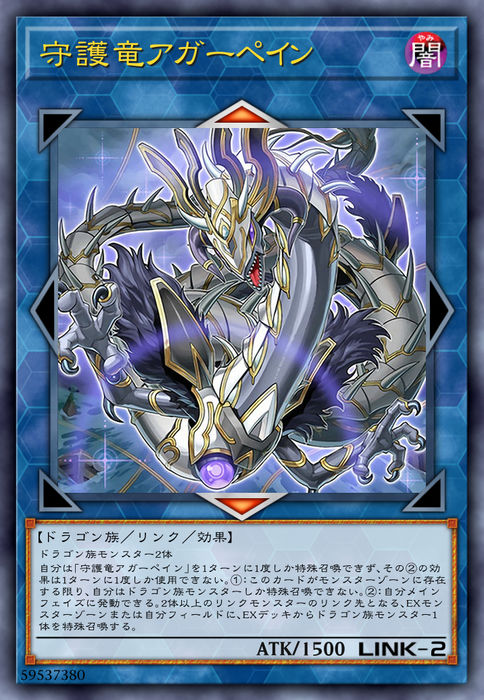 守護竜アガーペイン
やみ
闇
【ドラゴン族／リンク／効果】
ドラゴン族モンスター2体
自分は「守護竜アガーペイン」を1ターンに1度しか特殊召喚できず、その②の効
果は1ターンに1度しか使用できない。①:このカードがモンスターゾーンに存在
する限り、自分はドラゴン族モンスターしか特殊召喚できない。②:自分メイン
フェイズに発動できる。2体以上のリンクモンスターのリンク先となる、EXモン
スターゾーンまたは自分フィールドに、EXデッキからドラゴン族モンスター1
体を特殊召喚する。
ATK/1500 LINK-2
59537380